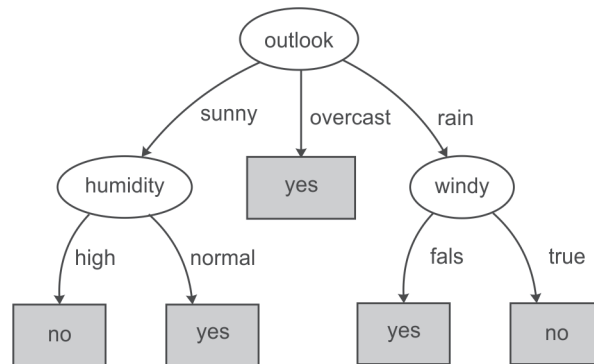 outlook
sunny
overcast
rain
humidity
yes
windy
high
normal
fals
true
no
yes
yes
no